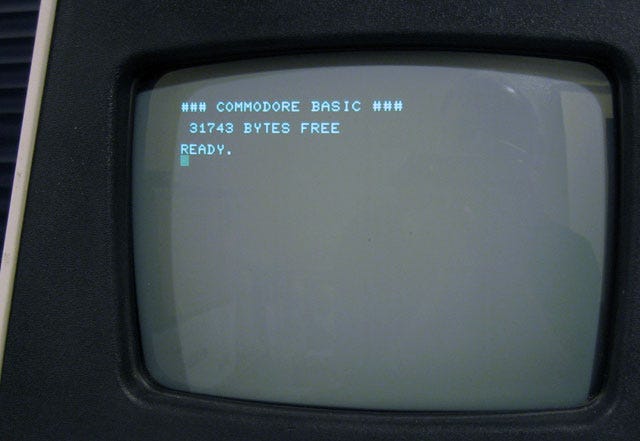 ### COMMODORE BASIC ###
31743 BYTES FREE
READY.